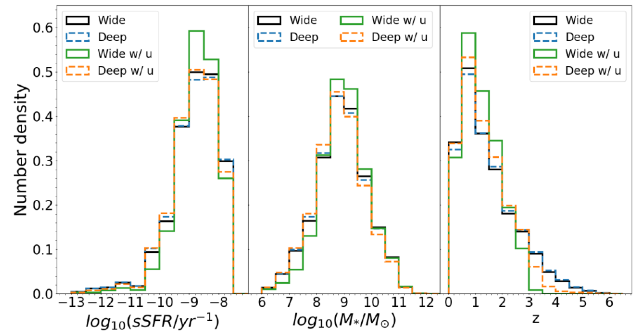 Number density
0.6
0.5
0.4
0.3
0.2
0.1
0.0
Wide
Deep
Wide w/ u
Deep w/ u
−13 −12 −11 −10 −9 −8
log₁₀(sSFR/yr⁻¹)
Wide Wide w/ u
Deep Deep w/ u
6 7 8 9 10 11 12
log₁₀(M*/M⊙)
Wide
Deep
Wide w/ u
Deep w/ u
0 1 2 3 4 5 6
z